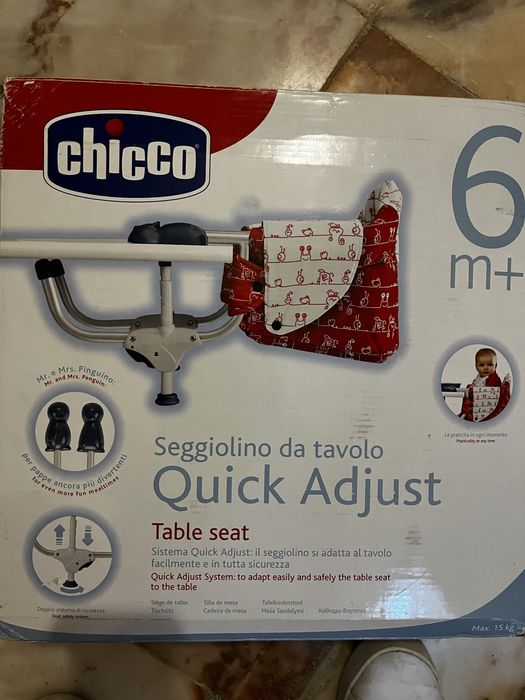 chicco
6
m+
Mr. e Mrs. Pinguino:
Mr. and Mrs. Penguin:
per pappe ancora più divertenti
for even more fun mealtimes
La praticità in ogni momento
Practicality at any time
Seggiolino da tavolo
Quick Adjust
Table seat
Sistema Quick Adjust: il seggiolino si adatta al tavolo
facilmente e in tutta sicurezza
Quick Adjust System: to adapt easily and safely the table seat
to the table
Doppio sistema di sicurezza
Dual safety system
Siège de table Silla de mesa Tafelkinderstoel
Tischsitz Cadeira de mesa Masa Sandalyesi Κάθισμα Φαγητού
Max. 15 kg